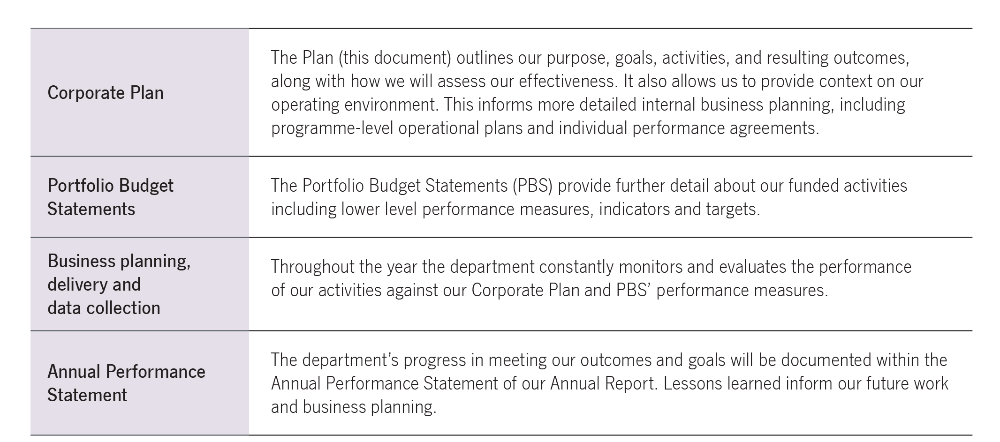 Corporate Plan
The Plan (this document) outlines our purpose, goals, activities, and resulting outcomes,
along with how we will assess our effectiveness. It also allows us to provide context on our
operating environment. This informs more detailed internal business planning, including
programme-level operational plans and individual performance agreements.
Portfolio Budget
Statements
The Portfolio Budget Statements (PBS) provide further detail about our funded activities
including lower level performance measures, indicators and targets.
Business planning,
delivery and
data collection
Throughout the year the department constantly monitors and evaluates the performance
of our activities against our Corporate Plan and PBS’ performance measures.
Annual Performance
Statement
The department’s progress in meeting our outcomes and goals will be documented within the
Annual Performance Statement of our Annual Report. Lessons learned inform our future work
and business planning.